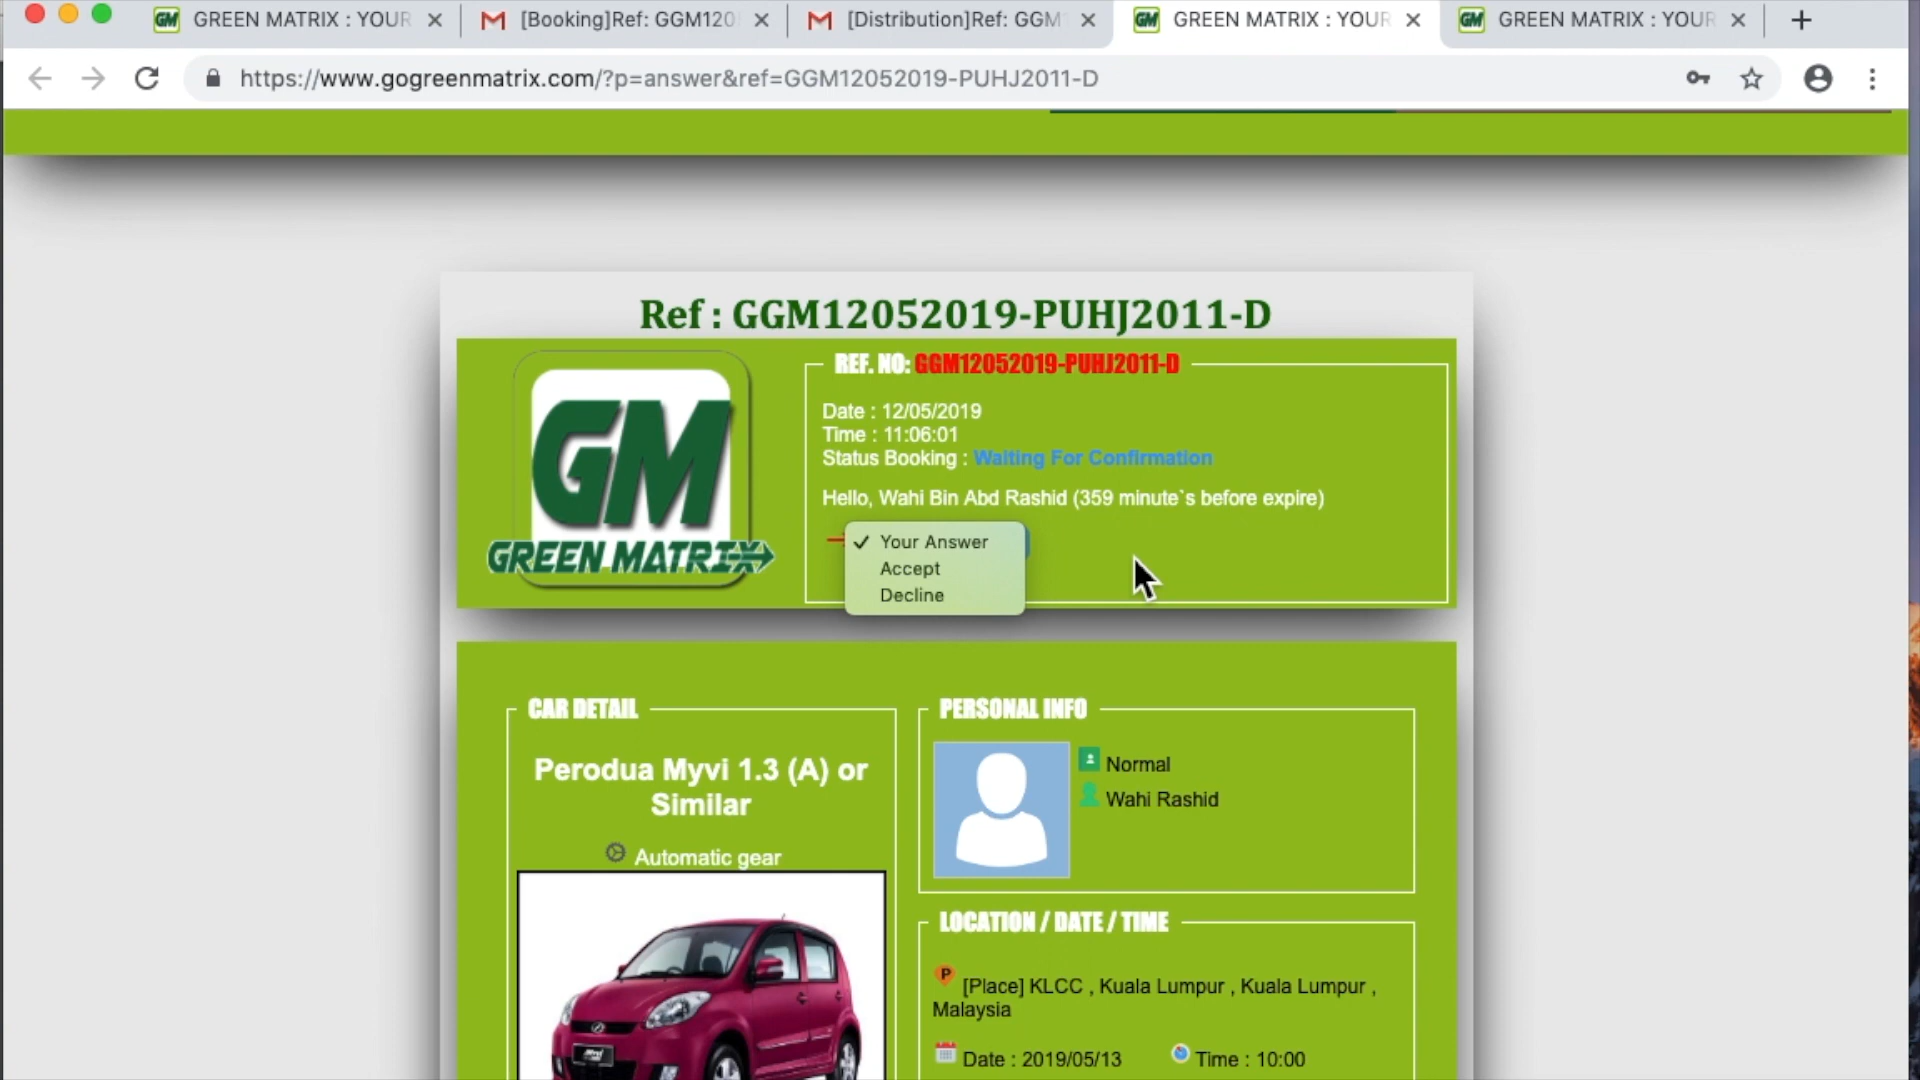 GREEN MATRIX : YOUR
[Booking]Ref: GGM120
[Distribution]Ref: GGM
GREEN MATRIX : YOUR
GREEN MATRIX : YOUR
https://www.gogreenmatrix.com/?p=answer&ref=GGM12052019-PUHJ2011-D
Ref : GGM12052019-PUHJ2011-D
GM
GREEN MATRIX
REF. NO: GGM12052019-PUHJ2011-D
Date : 12/05/2019
Time : 11:06:01
Status Booking : Waiting For Confirmation
Hello, Wahi Bin Abd Rashid (359 minute`s before expire)
✓ Your Answer
Accept
Decline
CAR DETAIL
Perodua Myvi 1.3 (A) or
Similar
Automatic gear
PERSONAL INFO
Normal
Wahi Rashid
LOCATION / DATE / TIME
[Place] KLCC , Kuala Lumpur , Kuala Lumpur ,
Malaysia
Date : 2019/05/13
Time : 10:00